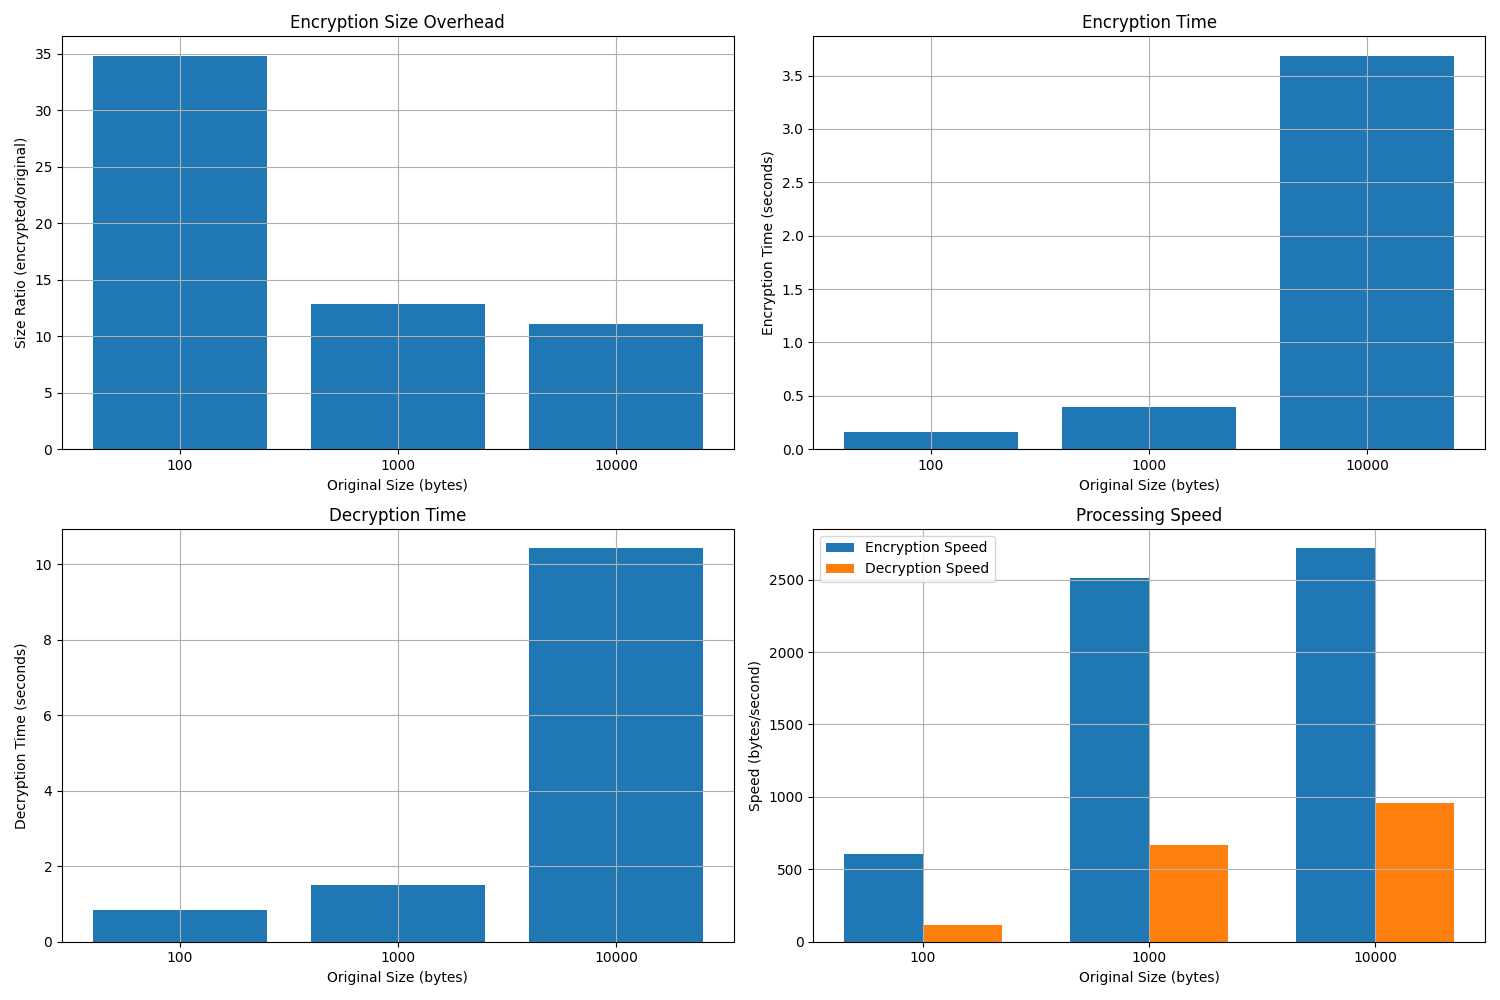 Encryption Size Overhead
Size Ratio (encrypted/original)
35
30
25
20
15
10
5
0
100 1000 10000
Original Size (bytes)
Encryption Time
Encryption Time (seconds)
3.5
3.0
2.5
2.0
1.5
1.0
0.5
0.0
100 1000 10000
Original Size (bytes)
Decryption Time
Decryption Time (seconds)
10
8
6
4
2
0
100 1000 10000
Original Size (bytes)
Processing Speed
Encryption Speed
Decryption Speed
Speed (bytes/second)
2500
2000
1500
1000
500
0
100 1000 10000
Original Size (bytes)